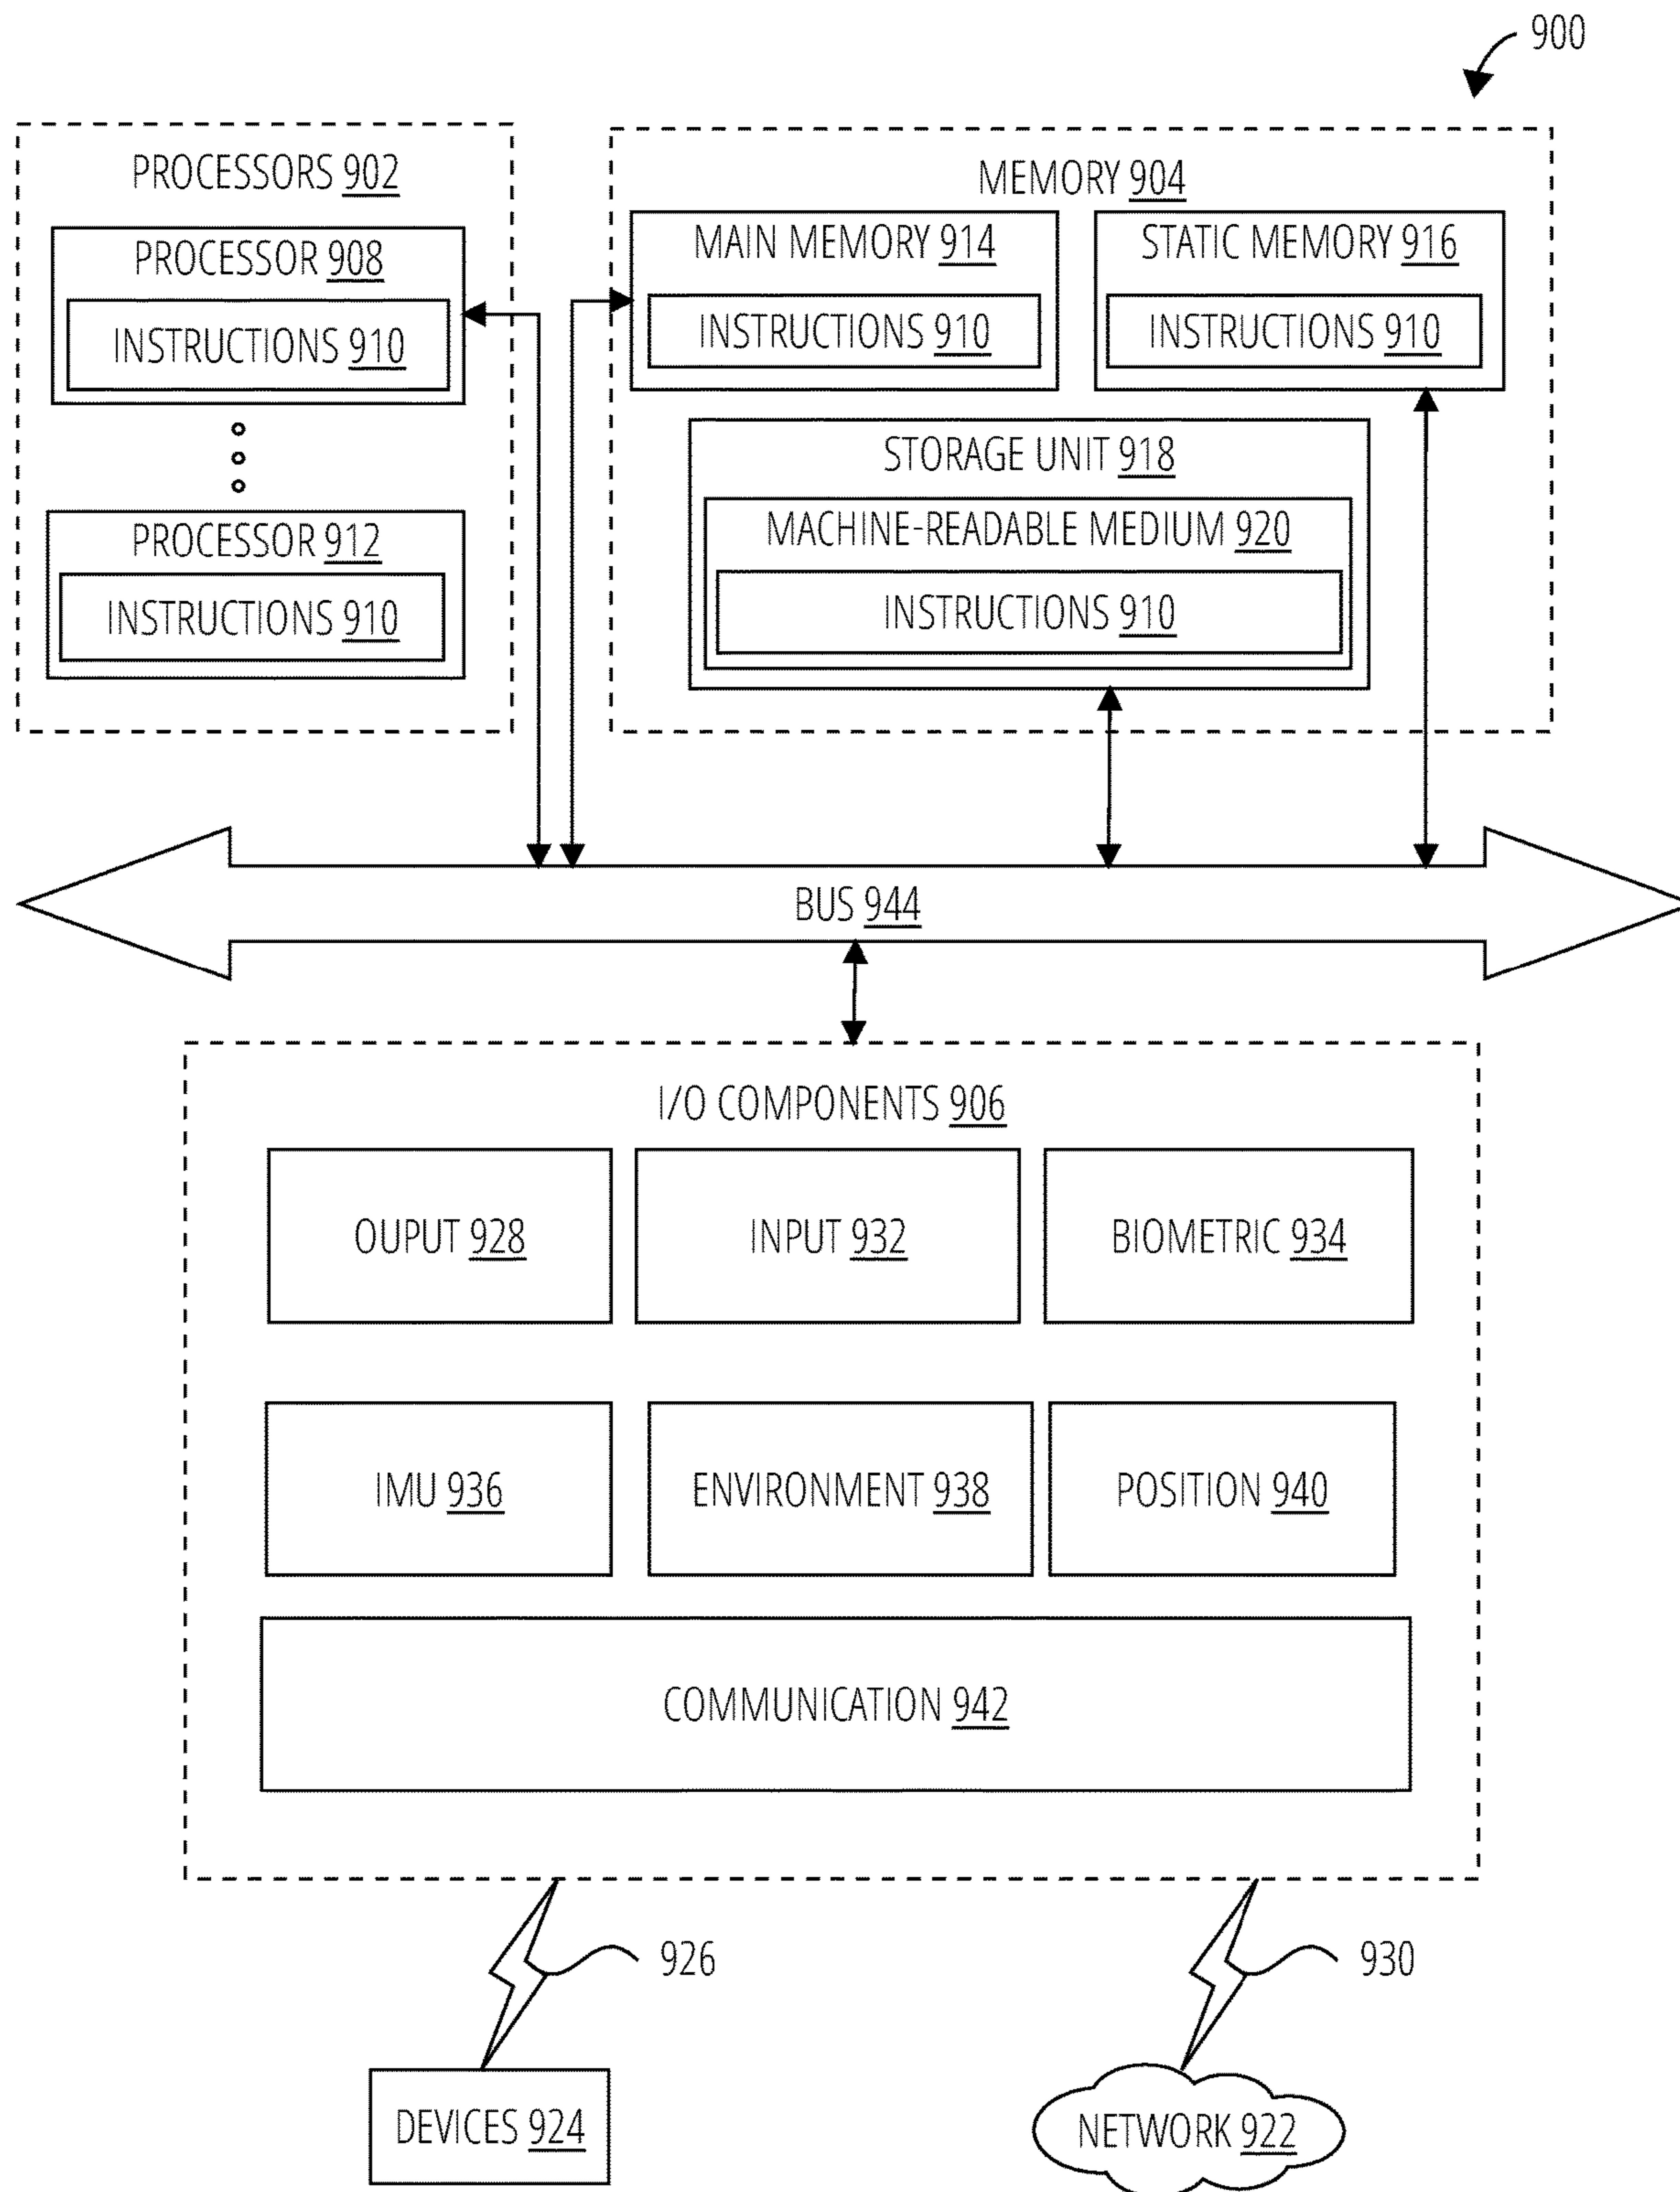 900
PROCESSORS 902
PROCESSOR 908
INSTRUCTIONS 910
PROCESSOR 912
INSTRUCTIONS 910
MEMORY 904
MAIN MEMORY 914
INSTRUCTIONS 910
STATIC MEMORY 916
INSTRUCTIONS 910
STORAGE UNIT 918
MACHINE-READABLE MEDIUM 920
INSTRUCTIONS 910
BUS 944
I/O COMPONENTS 906
OUPUT 928
INPUT 932
BIOMETRIC 934
IMU 936
ENVIRONMENT 938
POSITION 940
COMMUNICATION 942
926
930
DEVICES 924
NETWORK 922